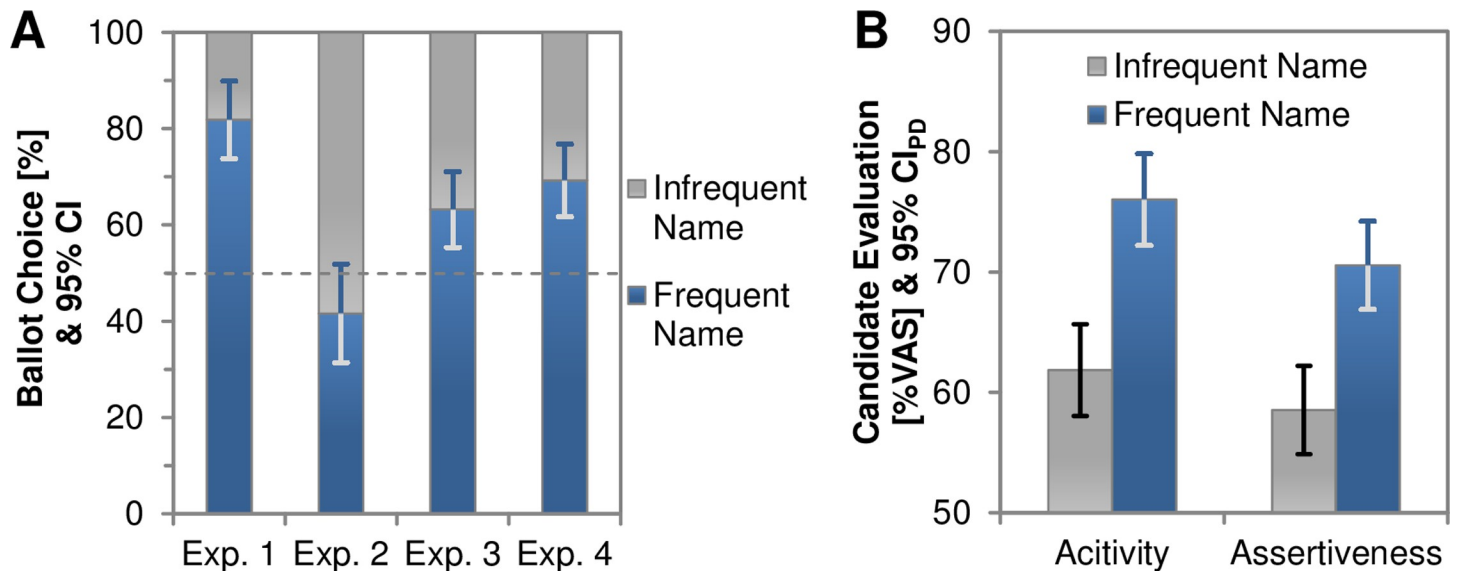 A
Ballot Choice [%]
& 95% CI
100
80
60
40
20
0
Exp. 1 Exp. 2 Exp. 3 Exp. 4
Infrequent
Name
Frequent
Name
B
Candidate Evaluation
[%VAS] & 95% CIPD
90
80
70
60
50
Infrequent Name
Frequent Name
Acitivity Assertiveness